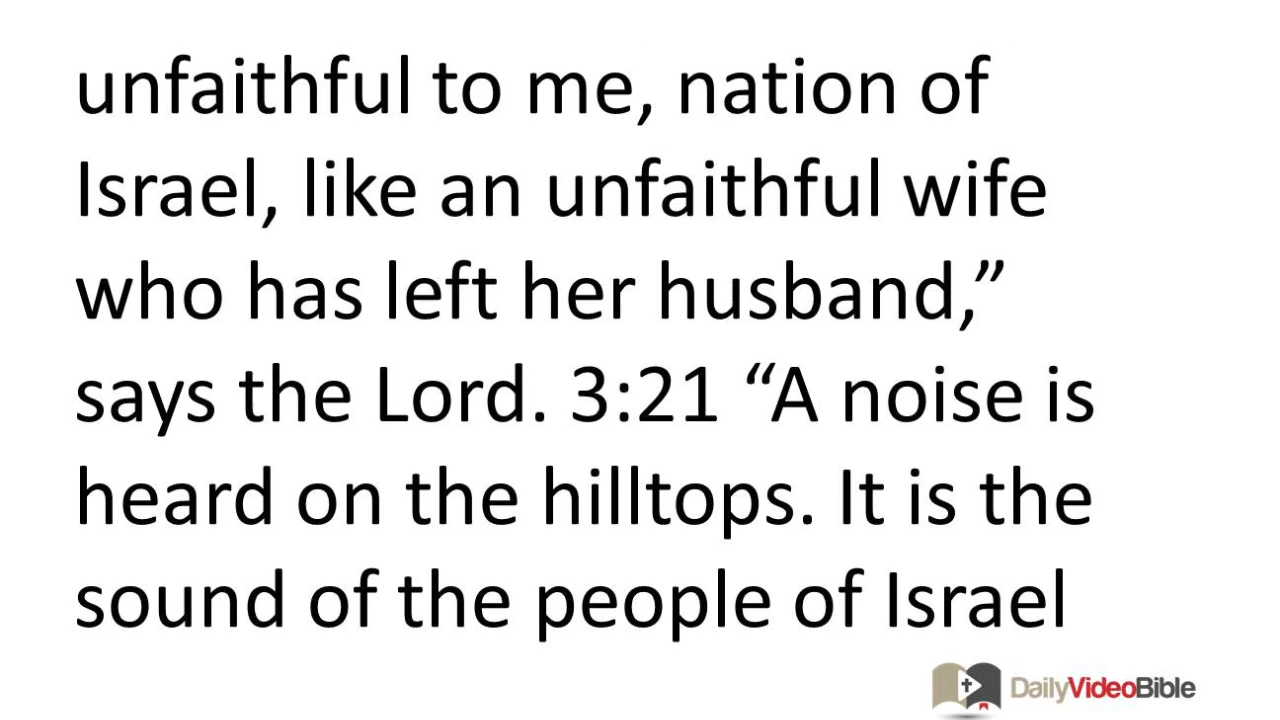 unfaithful to me, nation of
Israel, like an unfaithful wife
who has left her husband,”
says the Lord. 3:21 “A noise is
heard on the hilltops. It is the
sound of the people of Israel
DailyVideoBible